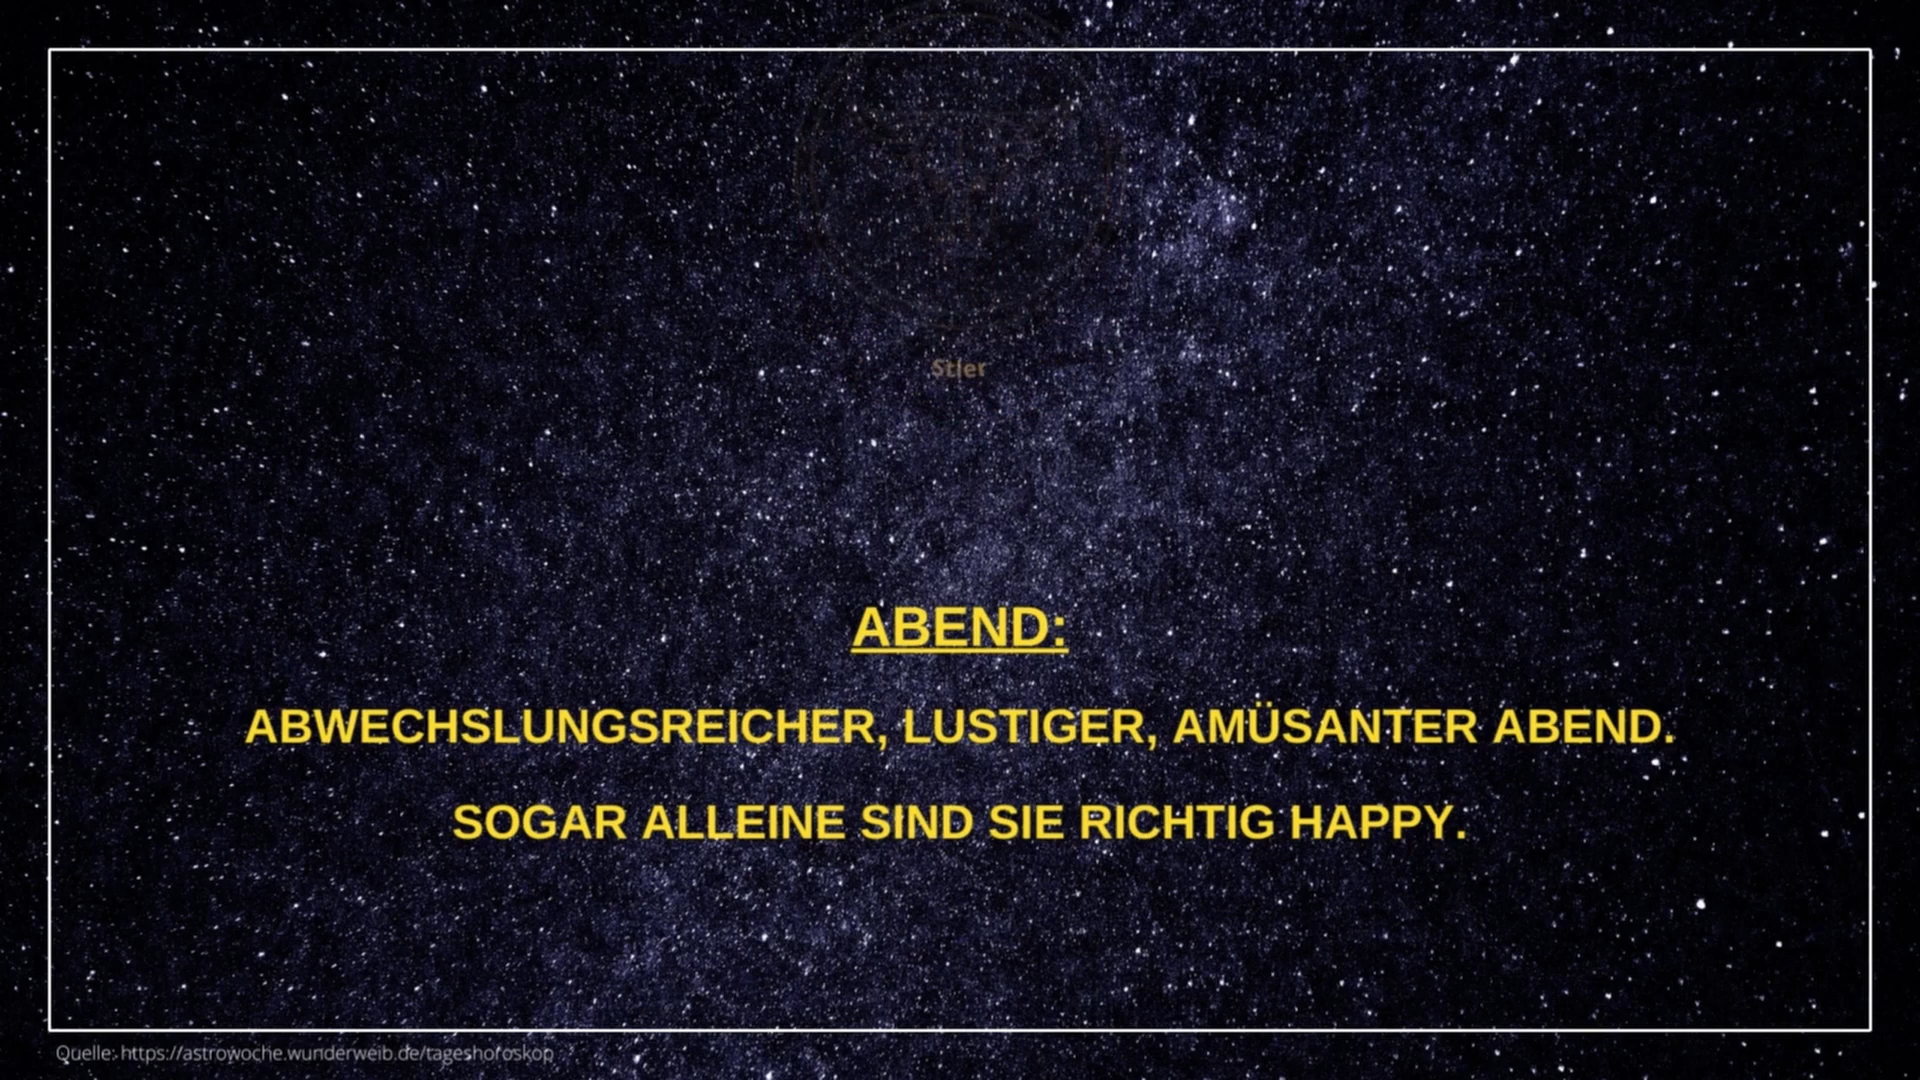 Stier
ABEND:
ABWECHSLUNGSREICHER, LUSTIGER, AMÜSANTER ABEND.
SOGAR ALLEINE SIND SIE RICHTIG HAPPY.
Quelle: https://astrowoche.wunderweib.de/tageshoroskop